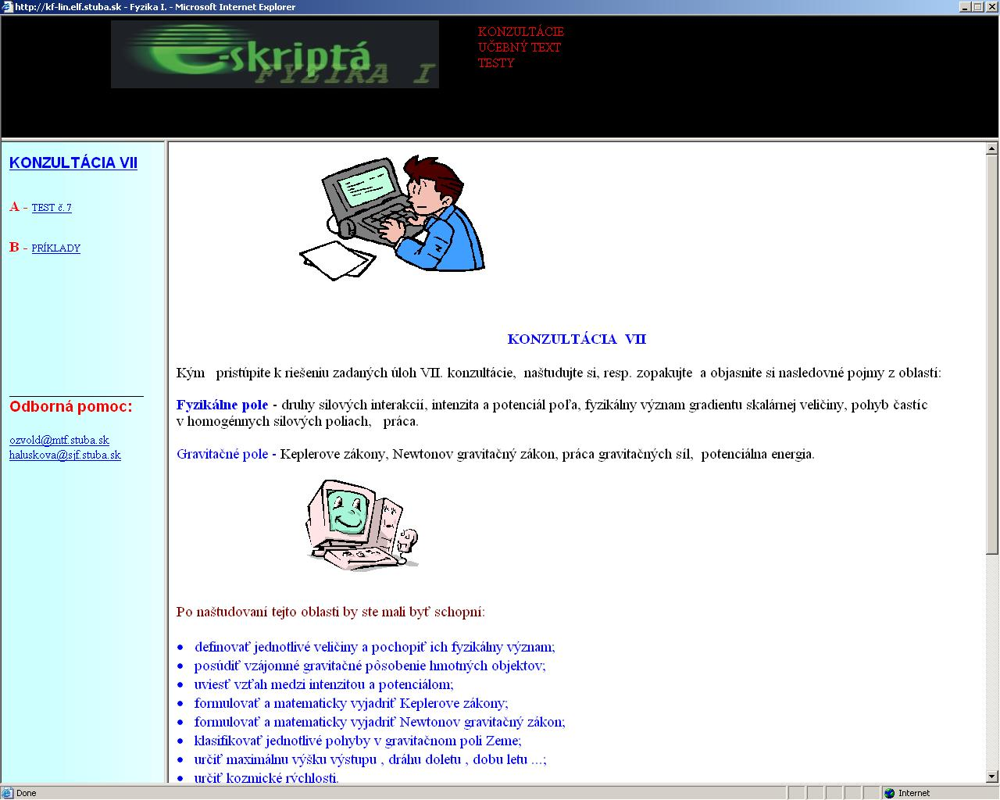 http://kf-lin.elf.stuba.sk - Fyzika I. - Microsoft Internet Explorer
e-skriptá
FYZIKA I
KONZULTÁCIE
UČEBNÝ TEXT
TESTY
KONZULTÁCIA VII
A - TEST č.7
B - PRÍKLADY
Odborná pomoc:
ozvold@mtf.stuba.sk
haluskova@sjf.stuba.sk
KONZULTÁCIA VII
Kým pristúpite k riešeniu zadaných úloh VII. konzultácie, naštudujte si, resp. zopakujte a objasnite si nasledovné pojmy z oblastí:
Fyzikálne pole - druhy silových interakcií, intenzita a potenciál poľa, fyzikálny význam gradientu skalárnej veličiny, pohyb častíc
v homogénnych silových poliach, práca.
Gravitačné pole - Keplerove zákony, Newtonov gravitačný zákon, práca gravitačných síl, potenciálna energia.
Po naštudovaní tejto oblasti by ste mali byť schopní:
• definovať jednotlivé veličiny a pochopiť ich fyzikálny význam;
• posúdiť vzájomné gravitačné pôsobenie hmotných objektov;
• uviesť vzťah medzi intenzitou a potenciálom;
• formulovať a matematicky vyjadriť Keplerove zákony;
• formulovať a matematicky vyjadriť Newtonov gravitačný zákon;
• klasifikovať jednotlivé pohyby v gravitačnom poli Zeme;
• určiť maximálnu výšku výstupu , dráhu doletu , dobu letu ...;
• určiť kozmické rýchlosti.
Done
Internet